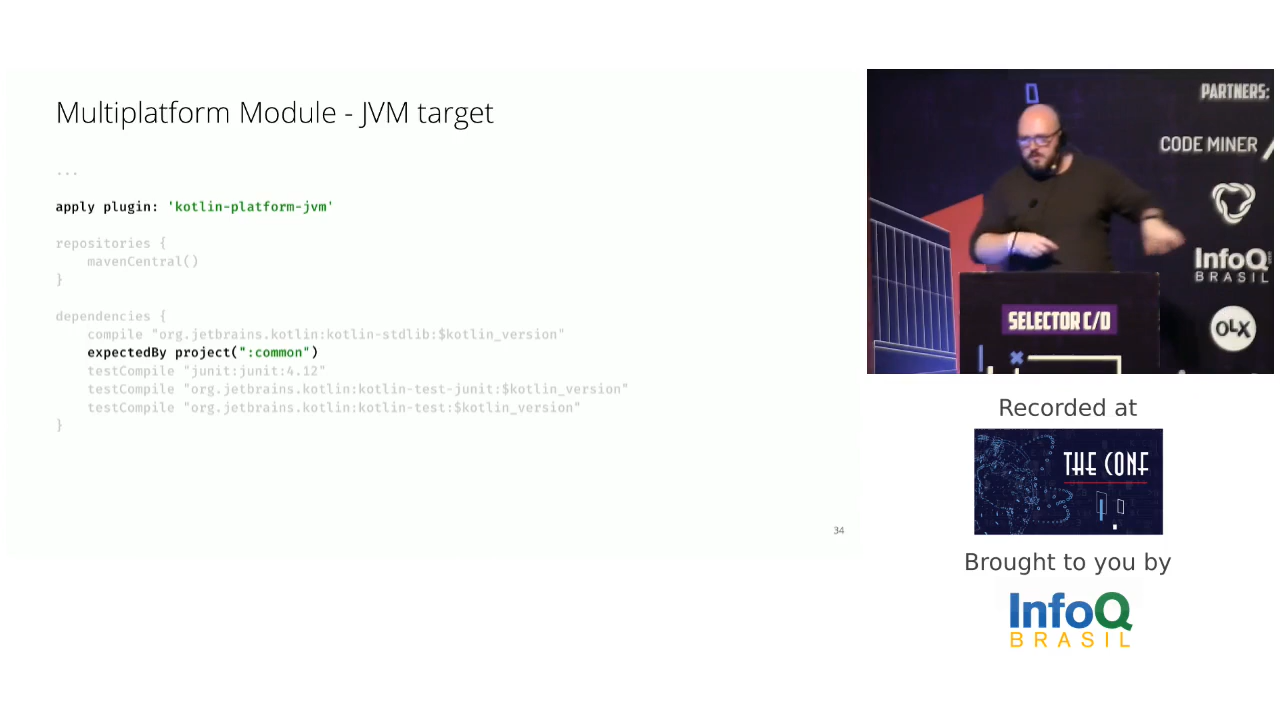 Multiplatform Module - JVM target
...
apply plugin: 'kotlin-platform-jvm'
repositories {
    mavenCentral()
}
dependencies {
    compile "org.jetbrains.kotlin:kotlin-stdlib:$kotlin_version"
    expectedBy project(":common")
    testCompile "junit:junit:4.12"
    testCompile "org.jetbrains.kotlin:kotlin-test-junit:$kotlin_version"
    testCompile "org.jetbrains.kotlin:kotlin-test:$kotlin_version"
}
34
PARTNERS:
CODE MINER
InfoQ
BRASIL
OLX
SELECTOR C/D
Recorded at
THE CONF
Brought to you by
InfoQ
BRASIL